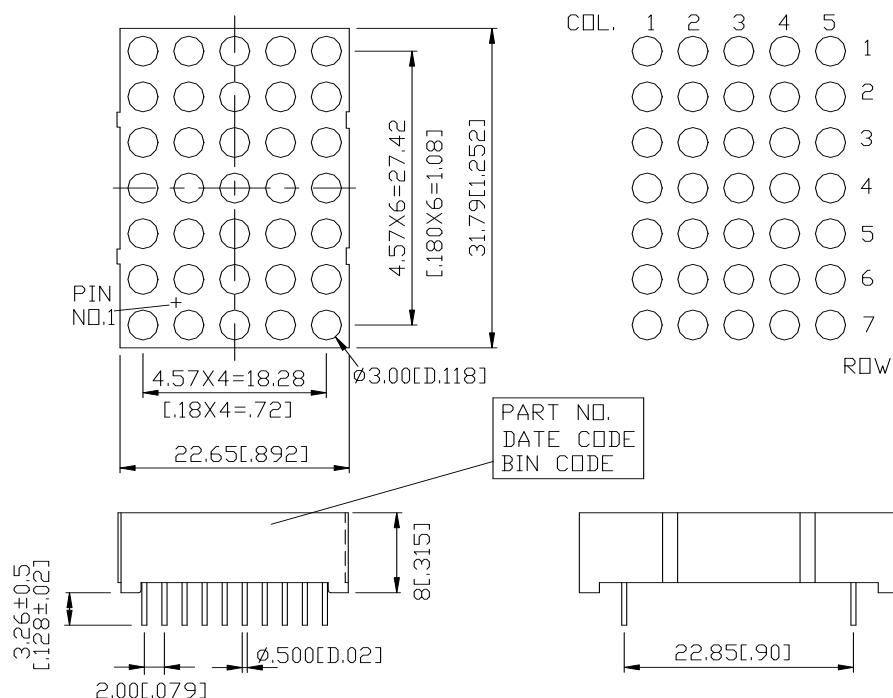 COL. 1 2 3 4 5
1
2
3
4
5
6
7
ROW
4.57X6=27.42
[.180X6=1.08]
31.79[1.252]
PIN
NO.1
4.57X4=18.28
[.18X4=.72]
ø3.00[D.118]
22.65[.892]
PART NO.
DATE CODE
BIN CODE
3.26±0.5
[.128±.02]
8[.315]
2.00[.079]
ø.500[D.02]
22.85[.90]